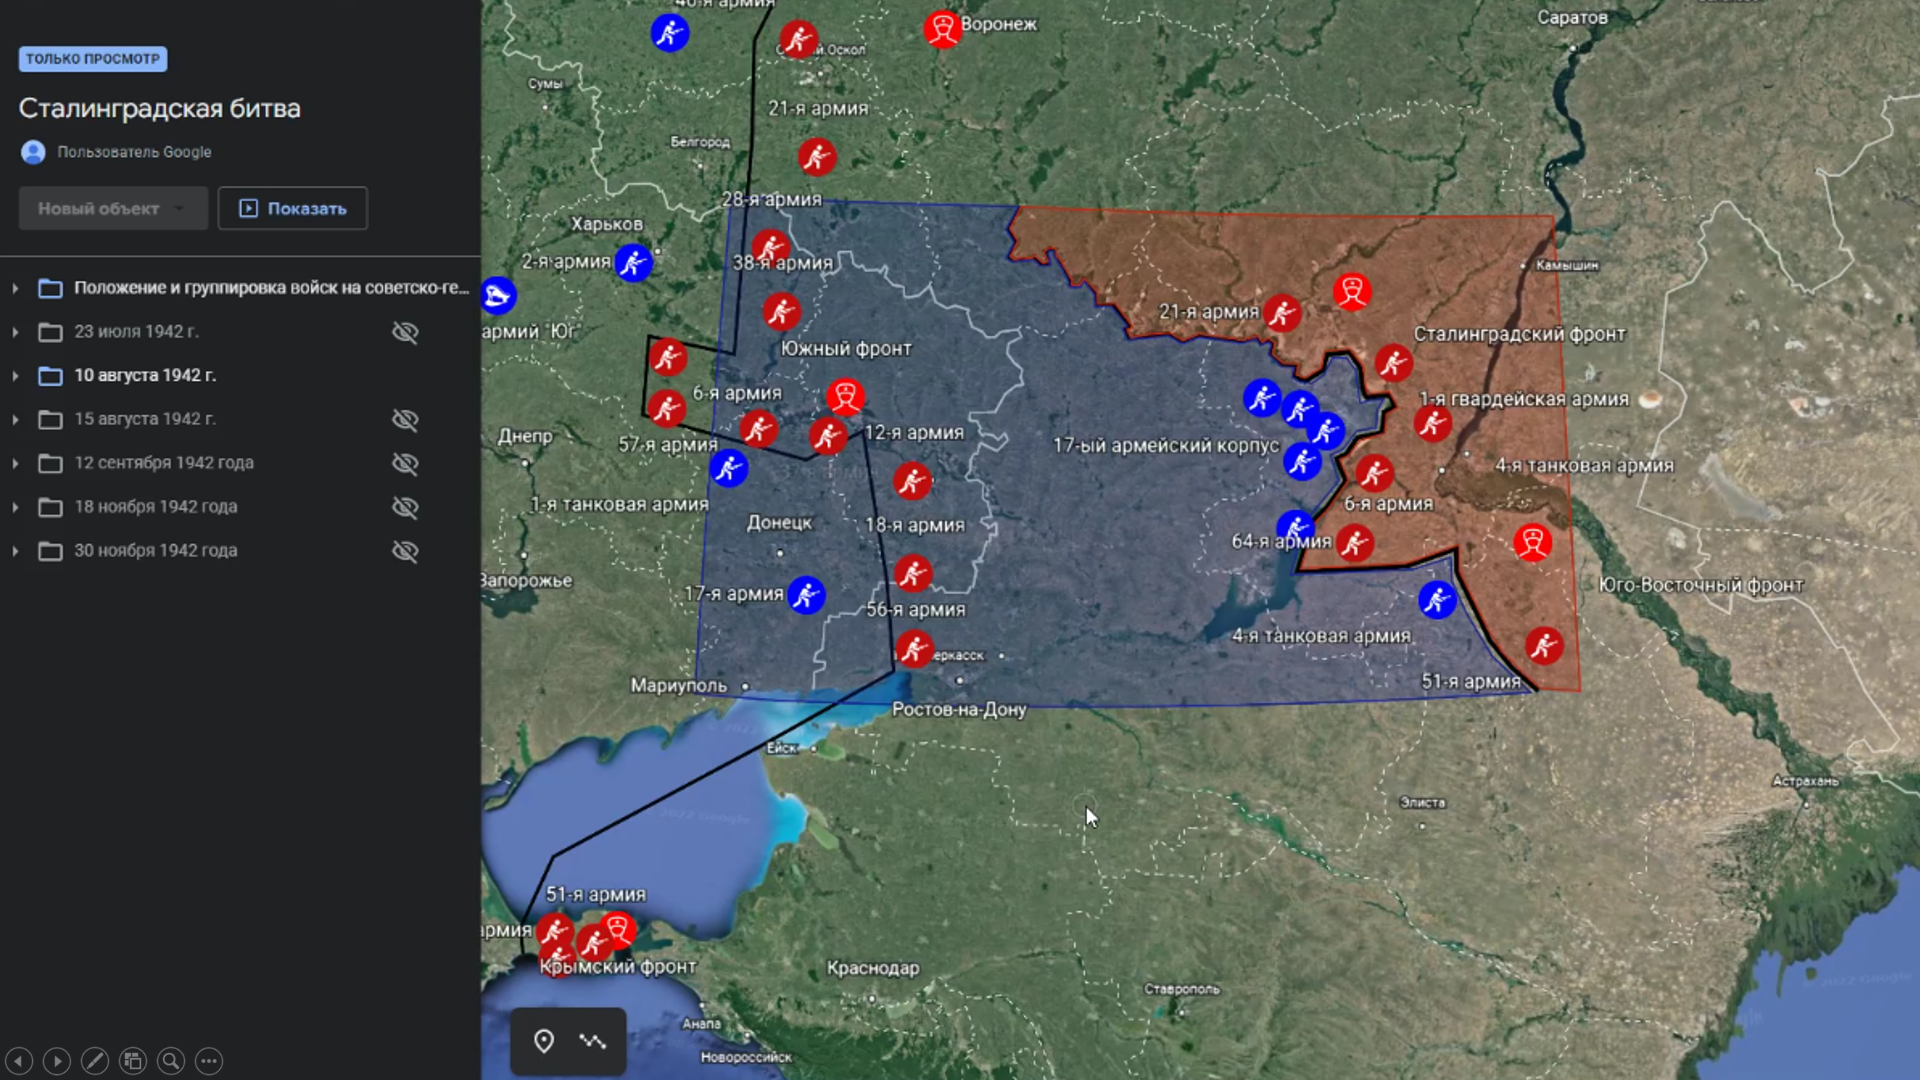 ТОЛЬКО ПРОСМОТР
Сталинградская битва
Пользователь Google
Новый объект
Показать
Положение и группировка войск на советско-ге...
23 июля 1942 г.
10 августа 1942 г.
15 августа 1942 г.
12 сентября 1942 года
18 ноября 1942 года
30 ноября 1942 года
40-я армия
Воронеж
Саратов
Сумы
21-я армия
Белгород
28-я армия
Харьков
2-я армия
38-я армия
Камышин
армий "Юг"
21-я армия
Сталинградский фронт
Южный фронт
6-я армия
1-я гвардейская армия
Днепр
57-я армия
12-я армия
17-ый армейский корпус
4-я танковая армия
1-я танковая армия
6-я армия
Донецк
18-я армия
64-я армия
Запорожье
17-я армия
56-я армия
Юго-Восточный фронт
4-я танковая армия
еркасск
Мариуполь
51-я армия
Ростов-на-Дону
Ейск
Астрахань
Элиста
51-я армия
армия
Крымский фронт
Краснодар
Ставрополь
Анапа
Новороссийск